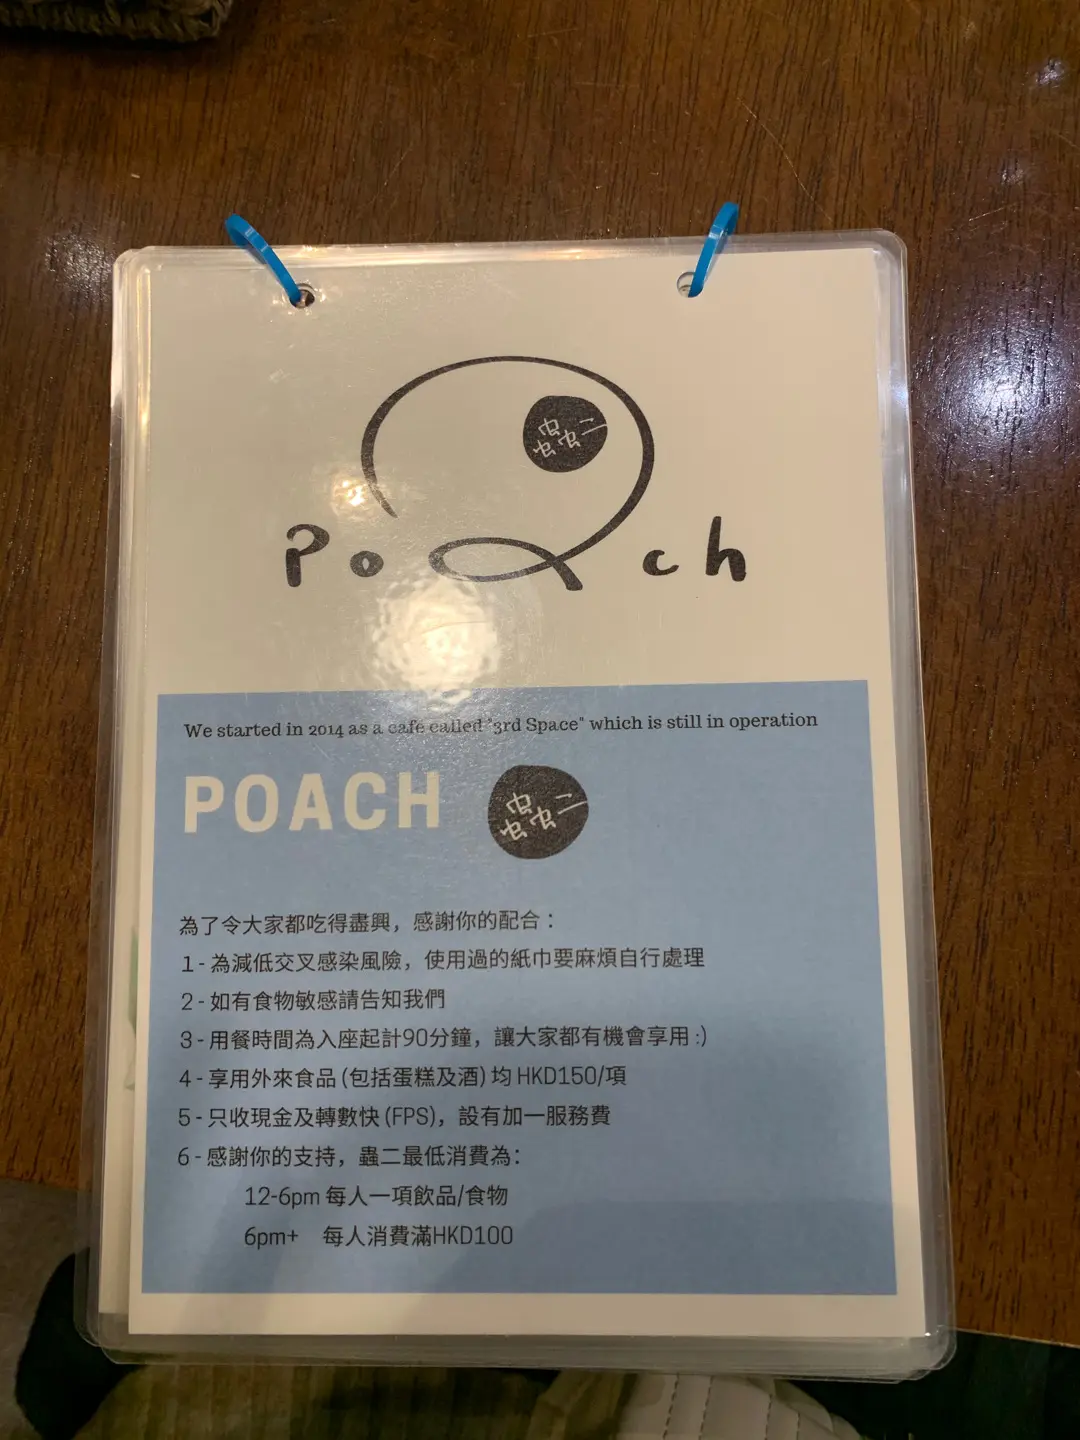 蟲二
Poach
We started in 2014 as a cafe called "3rd Space" which is still in operation
POACH
蟲二
為了令大家都吃得盡興，感謝你的配合：
1 - 為減低交叉感染風險，使用過的紙巾要麻煩自行處理
2 - 如有食物敏感請告知我們
3 - 用餐時間為入座起計90分鐘，讓大家都有機會享用 :)
4 - 享用外來食品 (包括蛋糕及酒) 均 HKD150/項
5 - 只收現金及轉數快 (FPS)，設有加一服務費
6 - 感謝你的支持，蟲二最低消費為：
12-6pm 每人一項飲品/食物
6pm+ 每人消費滿HKD100